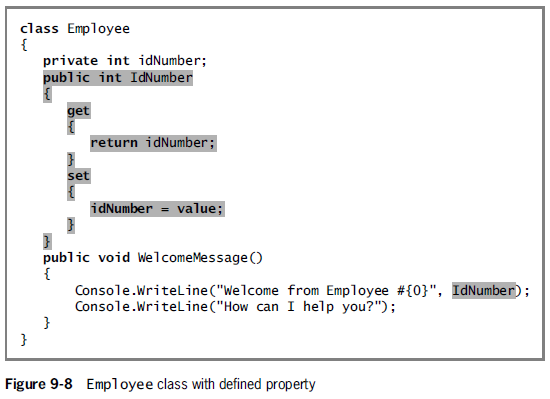 class Employee
{
private int idNumber;
public int IdNumber
{
get
{
return idNumber;
}
set
{
idNumber = value;
}
}
public void WelcomeMessage()
{
Console.WriteLine("Welcome from Employee #{0}", IdNumber);
Console.WriteLine("How can I help you?");
}
}
Figure 9-8 Employee class with defined property